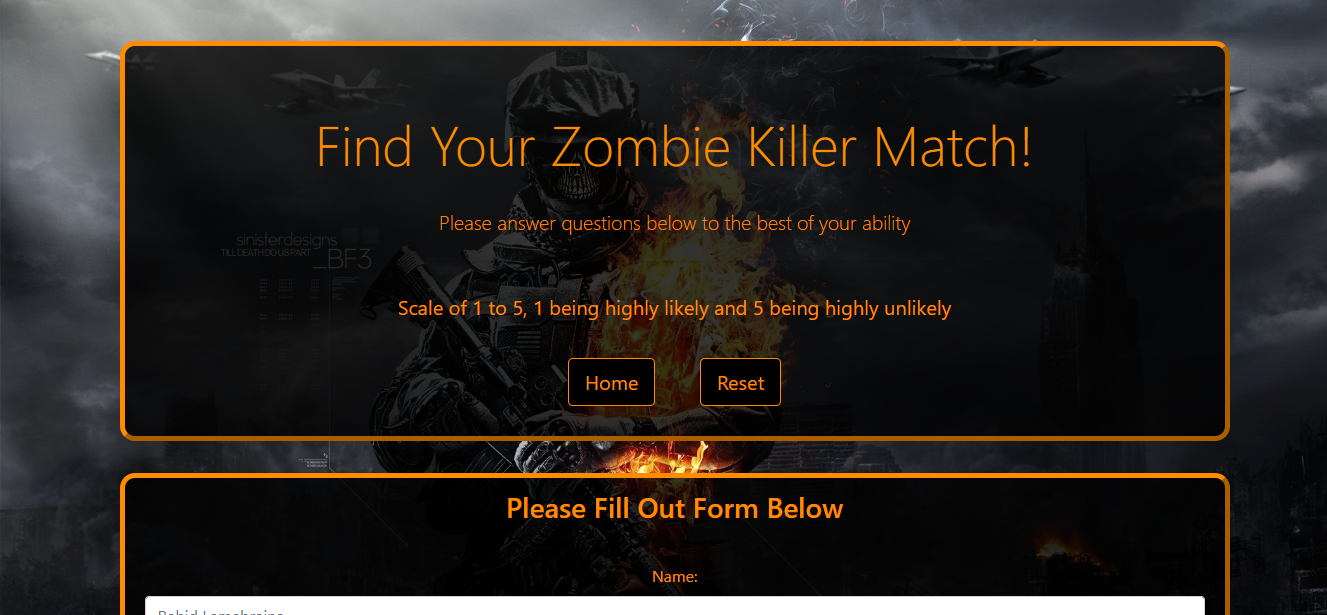 Find Your Zombie Killer Match!
Please answer questions below to the best of your ability
sinisterdesigns
TILL DEATH DO US PART
_BF3
Scale of 1 to 5, 1 being highly likely and 5 being highly unlikely
Home
Reset
Please Fill Out Form Below
Name: